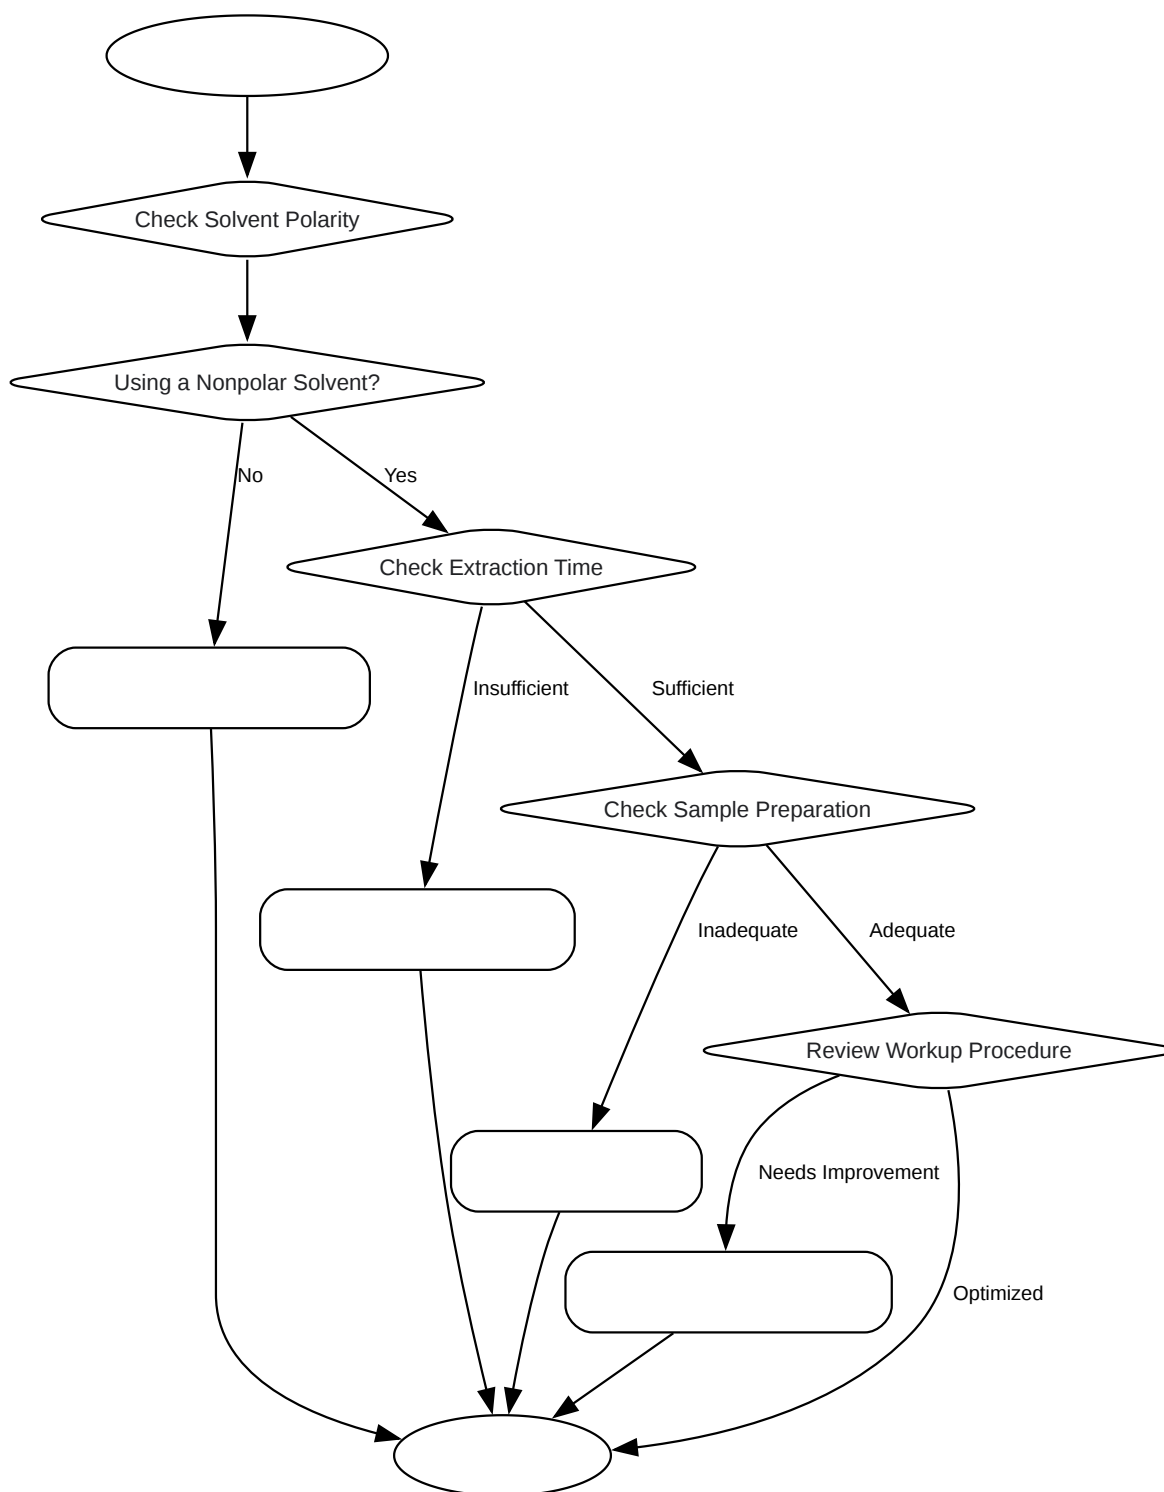 Check Solvent Polarity
Using a Nonpolar Solvent?
No
Yes
Check Extraction Time
Insufficient
Sufficient
Check Sample Preparation
Inadequate
Adequate
Review Workup Procedure
Needs Improvement
Optimized